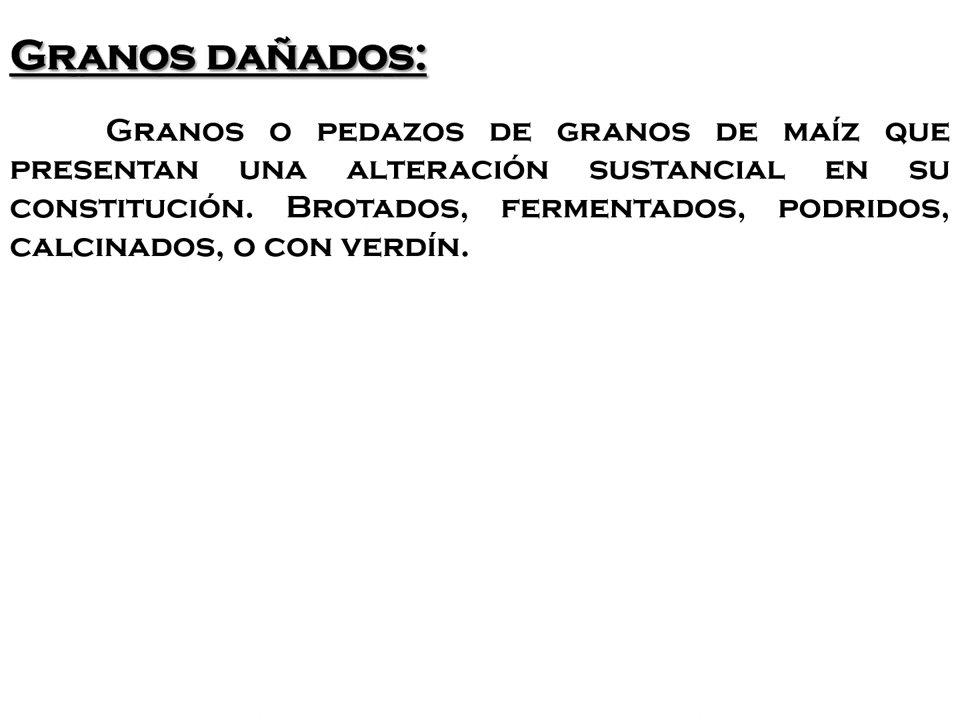 Granos dañados:
Granos o pedazos de granos de maíz que
presentan una alteración sustancial en su
constitución. Brotados, fermentados, podridos,
calcinados, o con verdín.